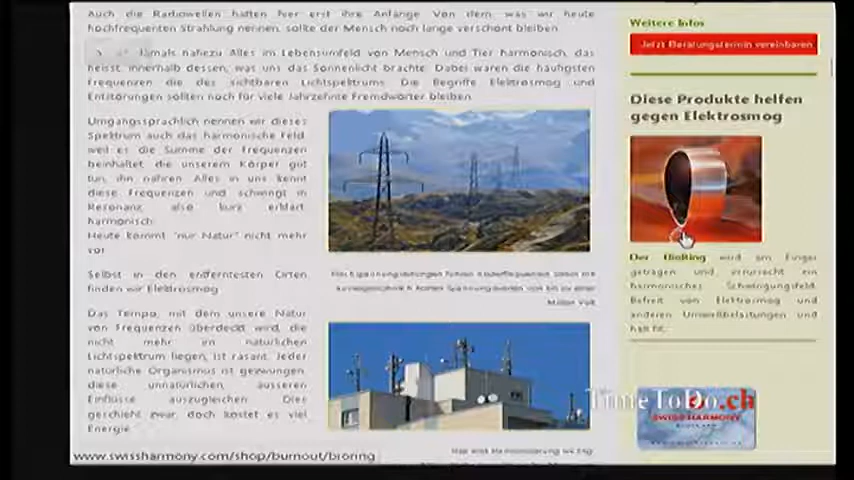 Auch die Radiowellen hatten hier erst ihre Anfänge. Von dem, was wir heute
hochfrequenten Strahlung nennen, sollte der Mensch noch lange verschont bleiben.
damals nahezu Alles im Lebensumfeld von Mensch und Tier harmonisch, das
heisst, innerhalb dessen, was uns das Sonnenlicht brachte. Dabei waren die häufigsten
Frequenzen die des sichtbaren Lichtspektrums. Die Begriffe Elektrosmog und
Entstörungen sollten noch für viele Jahrzehnte Fremdwörter bleiben.
Umgangssprachlich nennen wir dieses
Spektrum auch das harmonische Feld,
weil es die Summe der Frequenzen
beinhaltet, die unserem Körper gut
tun, ihn nähren. Alles in uns kennt
diese Frequenzen und schwingt in
Resonanz, also kurz erklärt:
harmonisch.
Heute kommt "nur Natur" nicht mehr
vor.
Selbst in den entferntesten Orten
finden wir Elektrosmog.
Das Tempo, mit dem unsere Natur
von Frequenzen überdeckt wird, die
nicht mehr im natürlichen
Lichtspektrum liegen, ist rasant. Jeder
natürliche Organismus ist gezwungen,
diese unnatürlichen, äusseren
Einflüsse auszugleichen. Dies
geschieht zwar, doch kostet es viel
Energie.
Million Volt
www.swissharmony.com/shop/burnout/bioring
Weitere Infos
Jetzt Beratungstermin vereinbaren
Diese Produkte helfen
gegen Elektrosmog
Der BioRing wird am Finger
getragen und verursacht ein
harmonisches Schwingungsfeld.
Befreit von Elektrosmog und
anderen Umweltbelastungen und
hält fit.
TimeToDo.ch
SWISS HARMONY